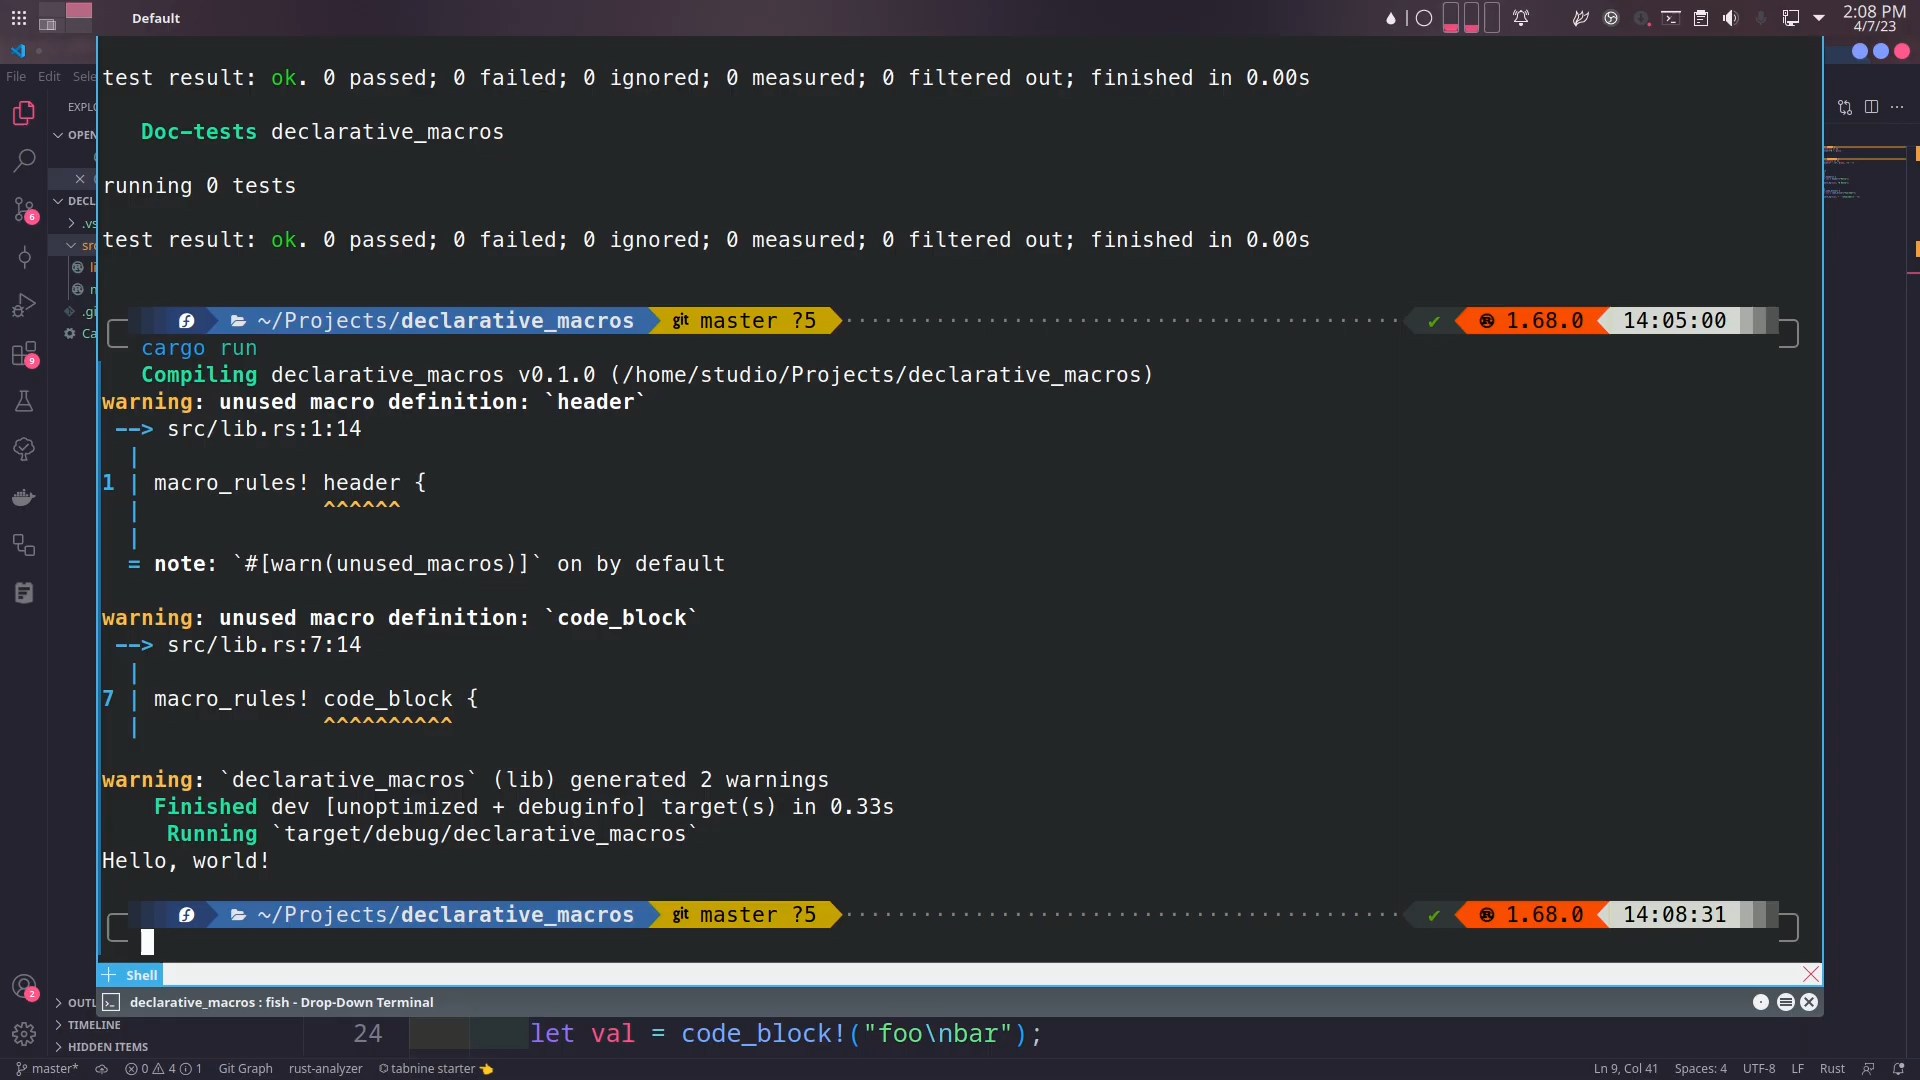 Default
2:08 PM
4/7/23
File Edit Sele
EXPLO
OPEN
DECL
.vs
src
li
.gi
Ca
test result: ok. 0 passed; 0 failed; 0 ignored; 0 measured; 0 filtered out; finished in 0.00s
Doc-tests declarative_macros
running 0 tests
test result: ok. 0 passed; 0 failed; 0 ignored; 0 measured; 0 filtered out; finished in 0.00s
~/Projects/declarative_macros git master ?5 ✔ 1.68.0 14:05:00
cargo run
Compiling declarative_macros v0.1.0 (/home/studio/Projects/declarative_macros)
warning: unused macro definition: `header`
--> src/lib.rs:1:14
|
1 | macro_rules! header {
| ^^^^^^
|
= note: `#[warn(unused_macros)]` on by default
warning: unused macro definition: `code_block`
--> src/lib.rs:7:14
|
7 | macro_rules! code_block {
| ^^^^^^^^^^
warning: `declarative_macros` (lib) generated 2 warnings
Finished dev [unoptimized + debuginfo] target(s) in 0.33s
Running `target/debug/declarative_macros`
Hello, world!
~/Projects/declarative_macros git master ?5 ✔ 1.68.0 14:08:31
Shell
declarative_macros : fish - Drop-Down Terminal
6
9
2
OUTL
TIMELINE
HIDDEN ITEMS
24 let val = code_block!("foo\nbar");
master* 0 4 1 Git Graph rust-analyzer tabnine starter 👈 Ln 9, Col 41 Spaces: 4 UTF-8 LF Rust